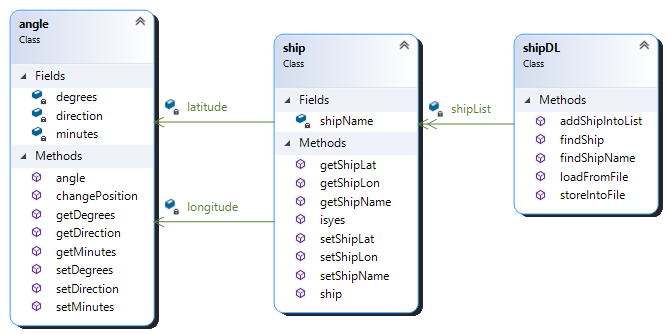 angle
Class
Fields
degrees
direction
minutes
Methods
angle
changePosition
getDegrees
getDirection
getMinutes
setDegrees
setDirection
setMinutes
latitude
longitude
ship
Class
Fields
shipName
Methods
getShipLat
getShipLon
getShipName
isyes
setShipLat
setShipLon
setShipName
ship
shipList
shipDL
Class
Methods
addShipIntoList
findShip
findShipName
loadFromFile
storeIntoFile